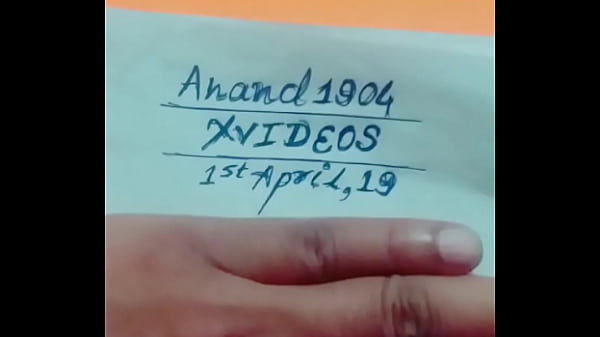 Anand1904
XVIDEOS
1st April, 19